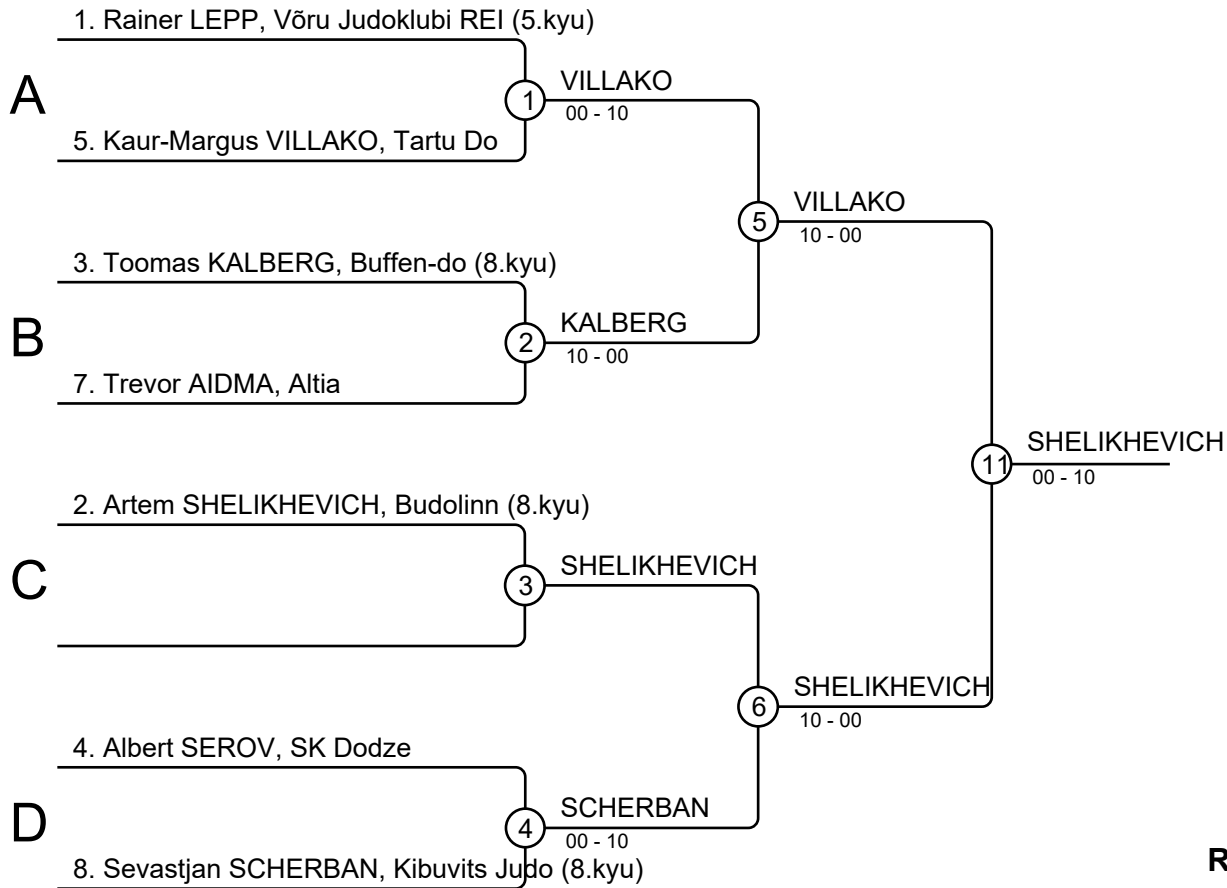 1. Rainer LEPP, Võru Judoklubi REI (5.kyu)
A
1
VILLAKO
00 - 10
5. Kaur-Margus VILLAKO, Tartu Do
5
VILLAKO
10 - 00
3. Toomas KALBERG, Buffen-do (8.kyu)
B
2
KALBERG
10 - 00
7. Trevor AIDMA, Altia
11
SHELIKHEVICH
00 - 10
2. Artem SHELIKHEVICH, Budolinn (8.kyu)
C
3
SHELIKHEVICH
6
SHELIKHEVICH
10 - 00
4. Albert SEROV, SK Dodze
D
4
SCHERBAN
00 - 10
8. Sevastjan SCHERBAN, Kibuvits Judo (8.kyu)
R